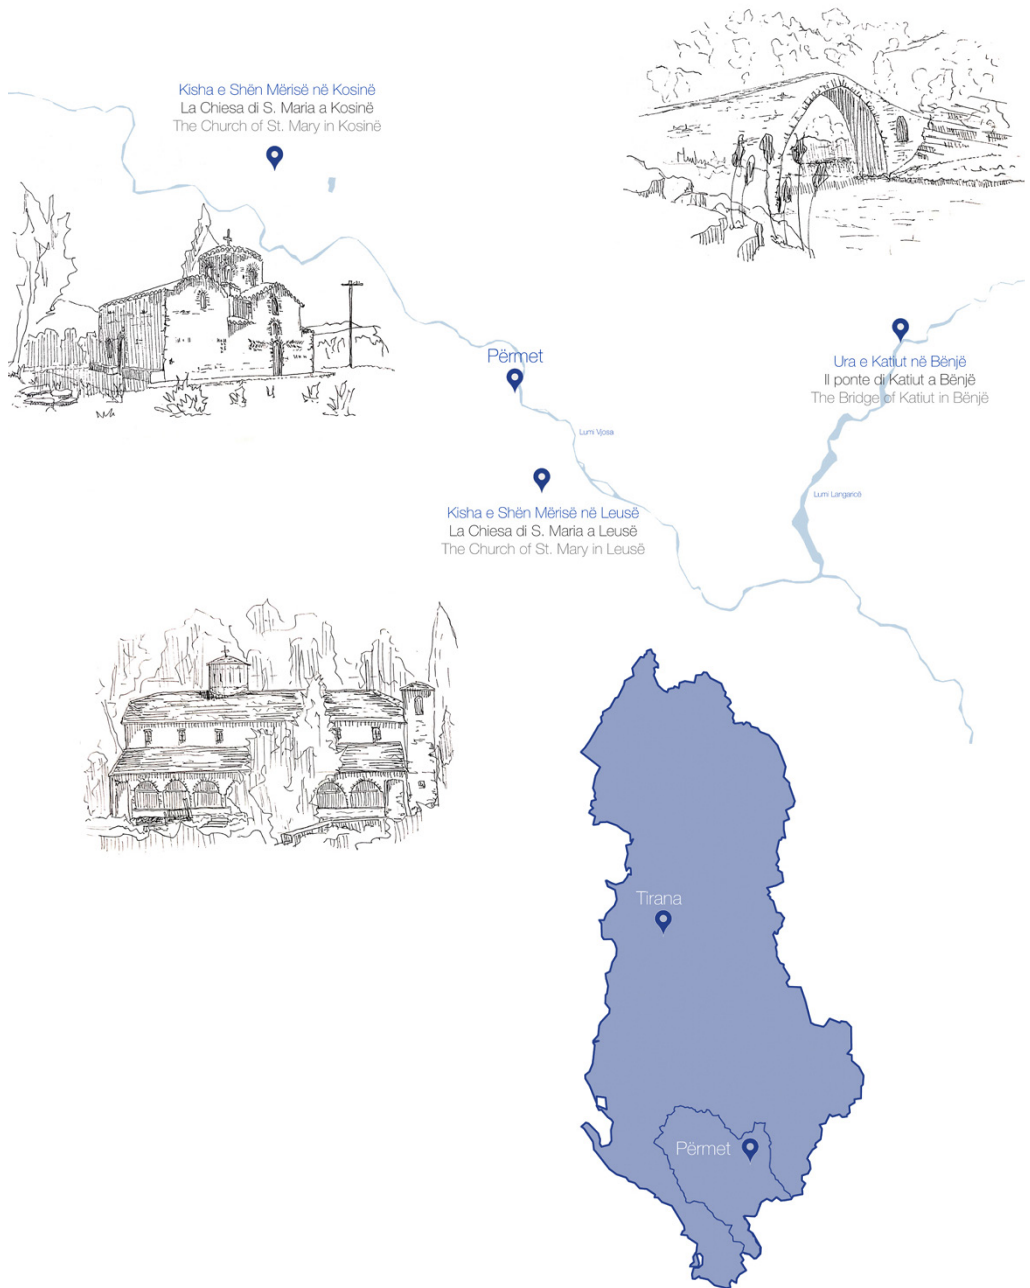 Kisha e Shën Mërisë në Kosinë
La Chiesa di S. Maria a Kosinë
The Church of St. Mary in Kosinë
Përmet
Ura e Katiut në Bënjë
Il ponte di Katiut a Bënjë
The Bridge of Katiut in Bënjë
Lumi Vjosa
Lumi Langaricë
Kisha e Shën Mërisë në Leusë
La Chiesa di S. Maria a Leusë
The Church of St. Mary in Leusë
Tirana
Përmet